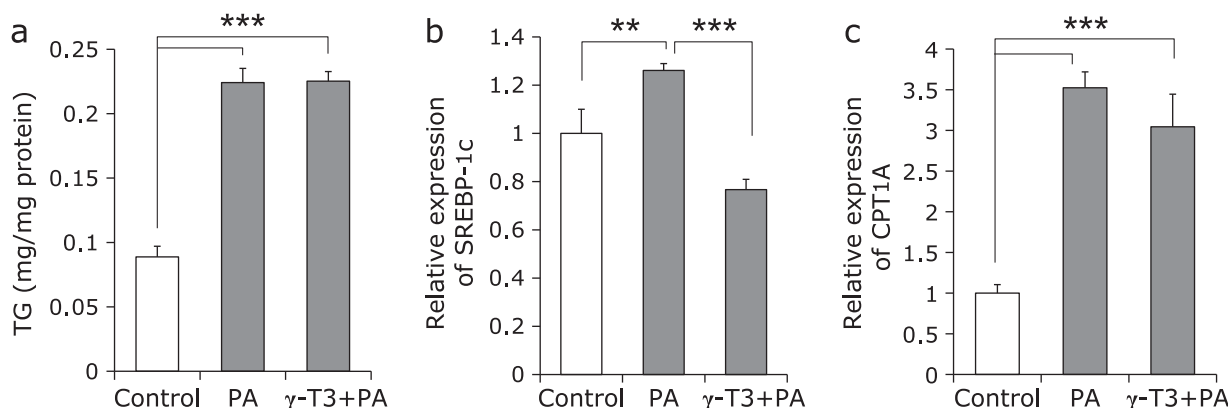 a
***
TG (mg/mg protein)
0.25
0.2
0.15
0.1
0.05
0
Control PA γ-T3+PA
b
** ***
Relative expression
of SREBP-1c
1.4
1.2
1
0.8
0.6
0.4
0.2
0
Control PA γ-T3+PA
c
***
Relative expression
of CPT1A
4
3.5
3
2.5
2
1.5
1
0.5
0
Control PA γ-T3+PA